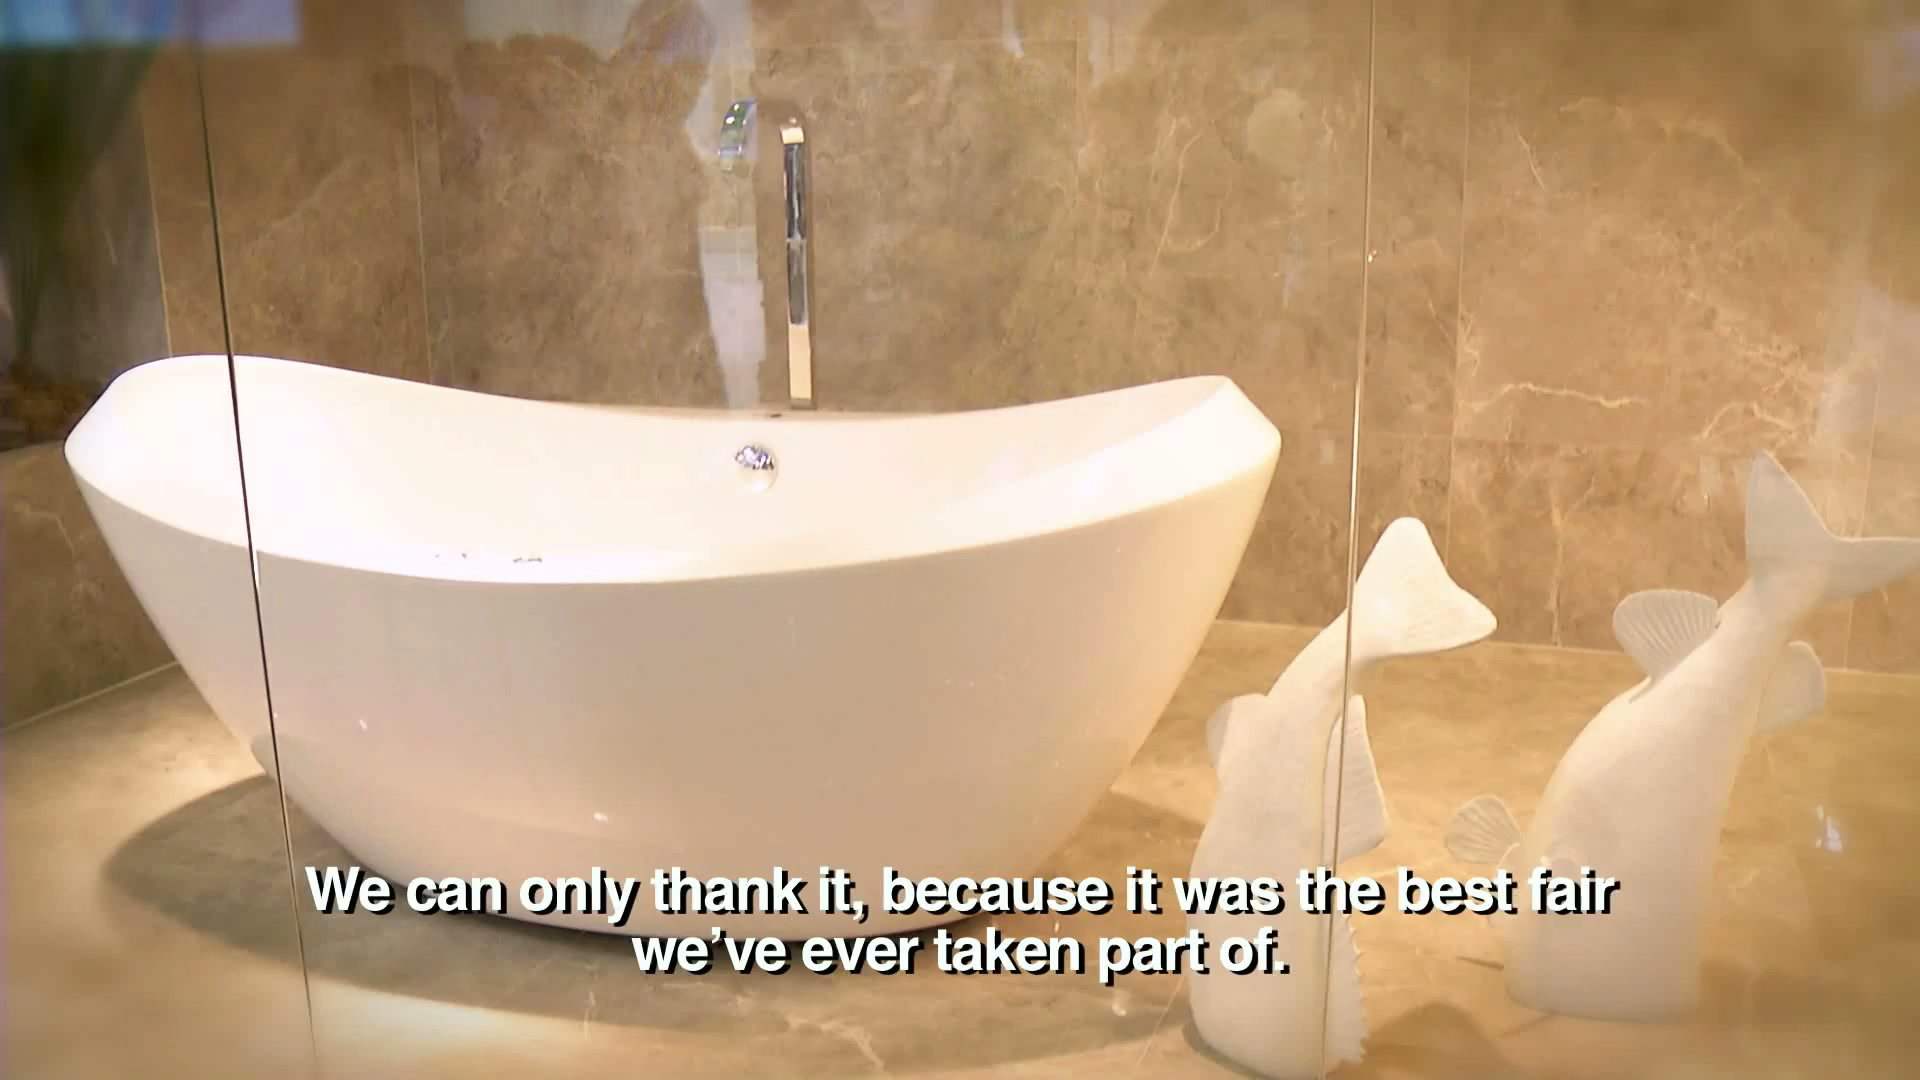 We can only thank it, because it was the best fair
we’ve ever taken part of.